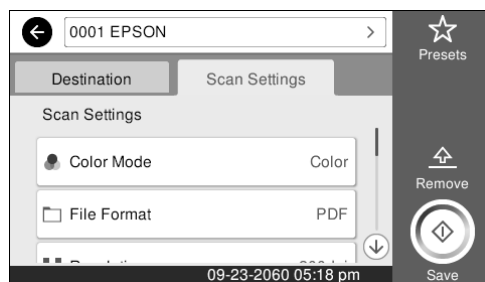 0001 EPSON
Presets
Destination
Scan Settings
Scan Settings
Color Mode
Color
Remove
File Format
PDF
09-23-2060 05:18 pm
Save